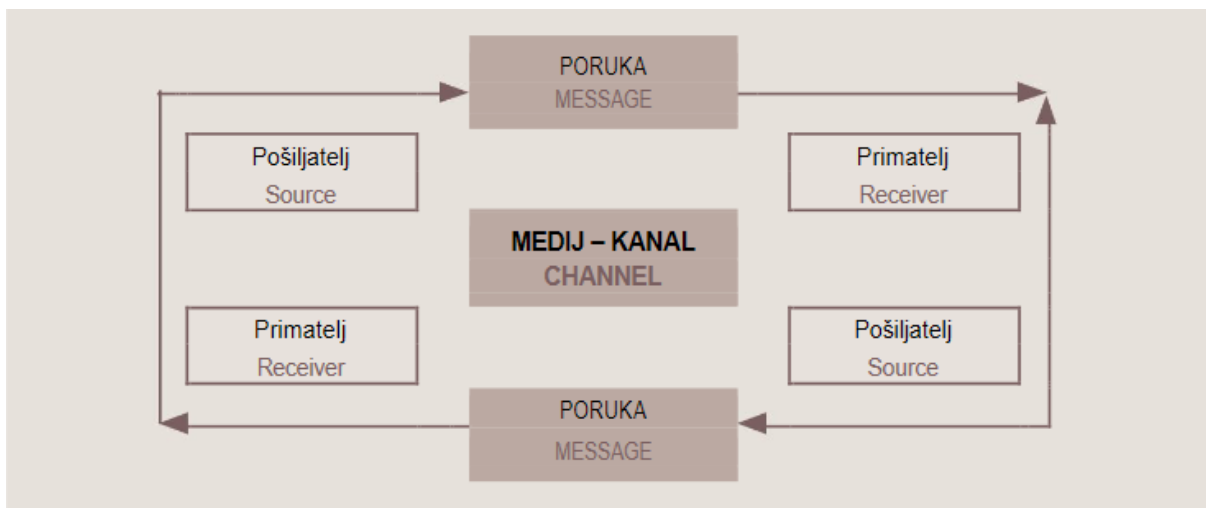 PORUKA
MESSAGE
Pošiljatelj
Source
Primatelj
Receiver
MEDIJ – KANAL
CHANNEL
Primatelj
Receiver
Pošiljatelj
Source
PORUKA
MESSAGE